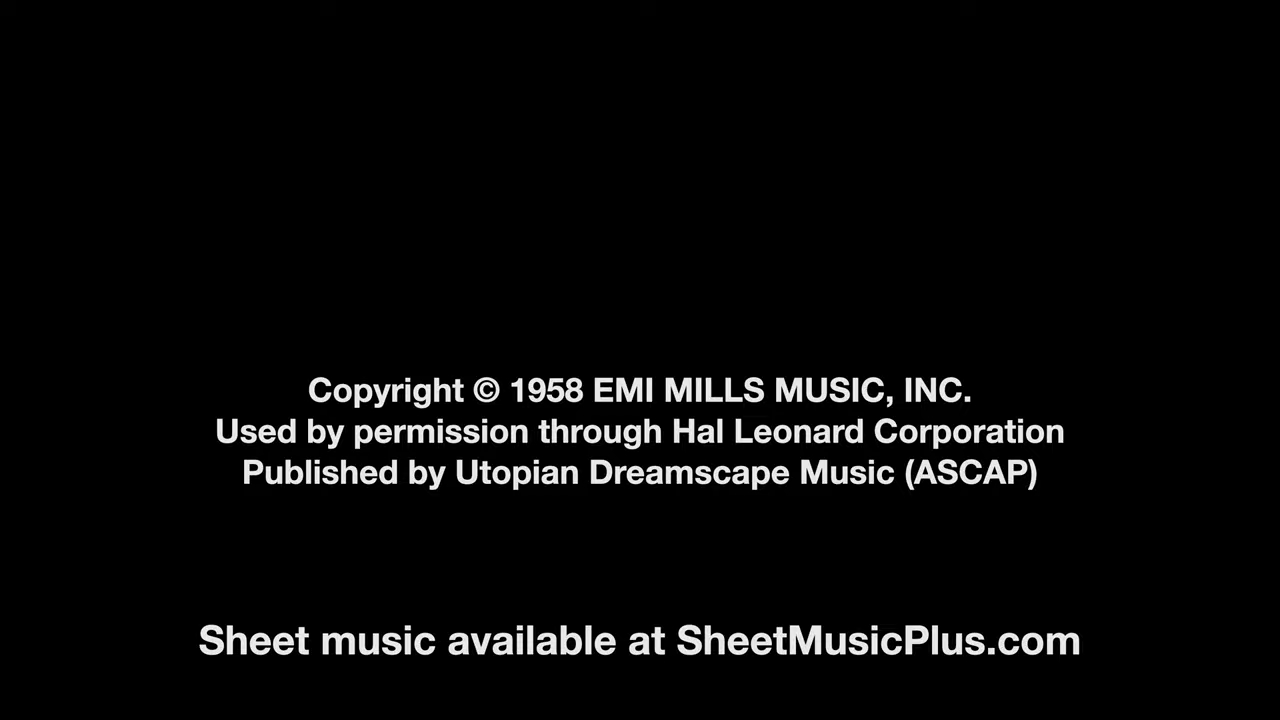 Copyright © 1958 EMI MILLS MUSIC, INC.
Used by permission through Hal Leonard Corporation
Published by Utopian Dreamscape Music (ASCAP)
Sheet music available at SheetMusicPlus.com